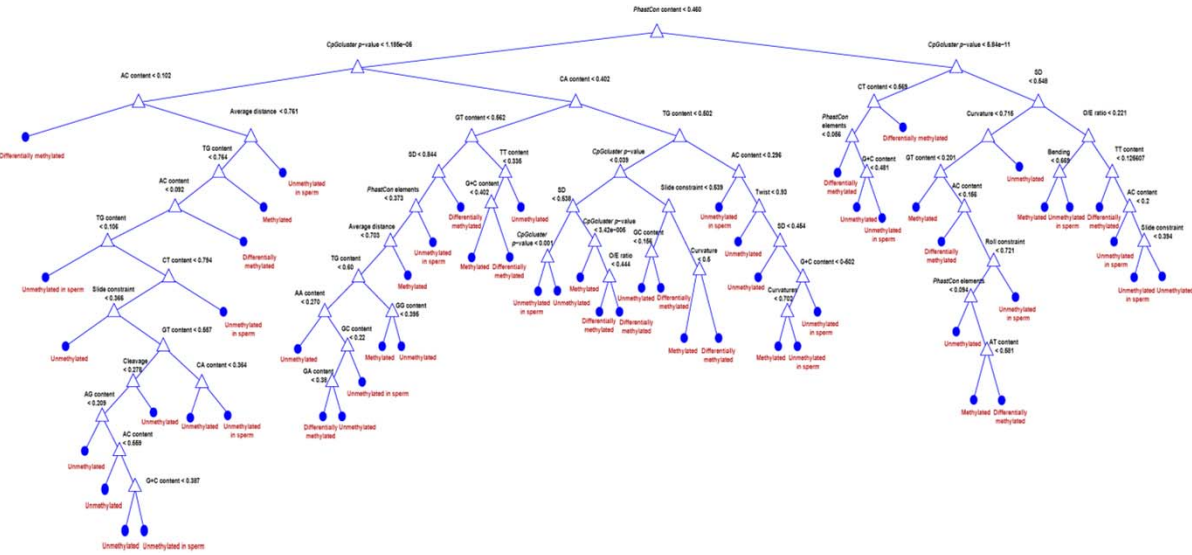 PhastCon content < 0.460
CpGcluster p-value < 1.186e-06
CpGcluster p-value < 8.84e-11
AC content < 0.102
CA content < 0.402
SD
< 0.548
Average distance < 0.761
CT content < 0.569
Differentially methylated
TG content
< 0.764
GT content < 0.562
TG content < 0.502
PhastCon
elements
< 0.086
Differentially methylated
Curvature < 0.716
O/E ratio < 0.221
Unmethylated
in sperm
SD < 0.844
TT content
< 0.335
CpGcluster p-value
< 0.039
AC content < 0.296
G+C content
< 0.481
GT content < 0.201
Unmethylated
Bending
< 0.669
TT content
< 0.125607
AC content
< 0.092
Methylated
PhastCon elements
< 0.373
Differentially
methylated
G+C content
< 0.402
Unmethylated
SD
< 0.538
Slide constraint < 0.539
Unmethylated
in sperm
Twist < 0.93
Differentially
methylated
Unmethylated
Unmethylated
in sperm
Methylated
AC content
< 0.186
Methylated
Unmethylated
in sperm
Differentially
methylated
AC content
< 0.2
TG content
< 0.106
Differentially
methylated
Average distance
< 0.703
Unmethylated
in sperm
Methylated
Differentially
methylated
CpGcluster
p-value < 0.001
CpGcluster p-value
< 3.42e-006
GC content
< 0.156
Curvature
< 0.5
Unmethylated
SD < 0.454
Differentially
methylated
Roll constraint
< 0.721
Unmethylated
in sperm
Slide constraint
< 0.394
Unmethylated in sperm
CT content < 0.794
TG content
< 0.60
Methylated
Unmethylated
in sperm
Unmethylated
Methylated
O/E ratio
< 0.444
Unmethylated
Differentially
methylated
G+C content < 0.502
PhastCon elements
< 0.094
Unmethylated
in sperm
Unmethylated
in sperm
Unmethylated
Slide constraint
< 0.366
Unmethylated
in sperm
AA content
< 0.270
GG content
< 0.395
Differentially
methylated
Differentially
methylated
Methylated
Differentially
methylated
Curvature
< 0.702
Unmethylated
in sperm
Unmethylated
AT content
< 0.581
Unmethylated
GT content < 0.567
Unmethylated
GC content
< 0.22
Methylated
Unmethylated
Methylated
Unmethylated
in sperm
Methylated
Differentially
methylated
Cleavage
< 0.276
CA content < 0.364
GA content
< 0.38
Unmethylated in sperm
AG content
< 0.209
Unmethylated
Unmethylated
Unmethylated
in sperm
Differentially
methylated
Unmethylated
Unmethylated
AC content
< 0.559
Unmethylated
G+C content < 0.387
Unmethylated
Unmethylated in sperm